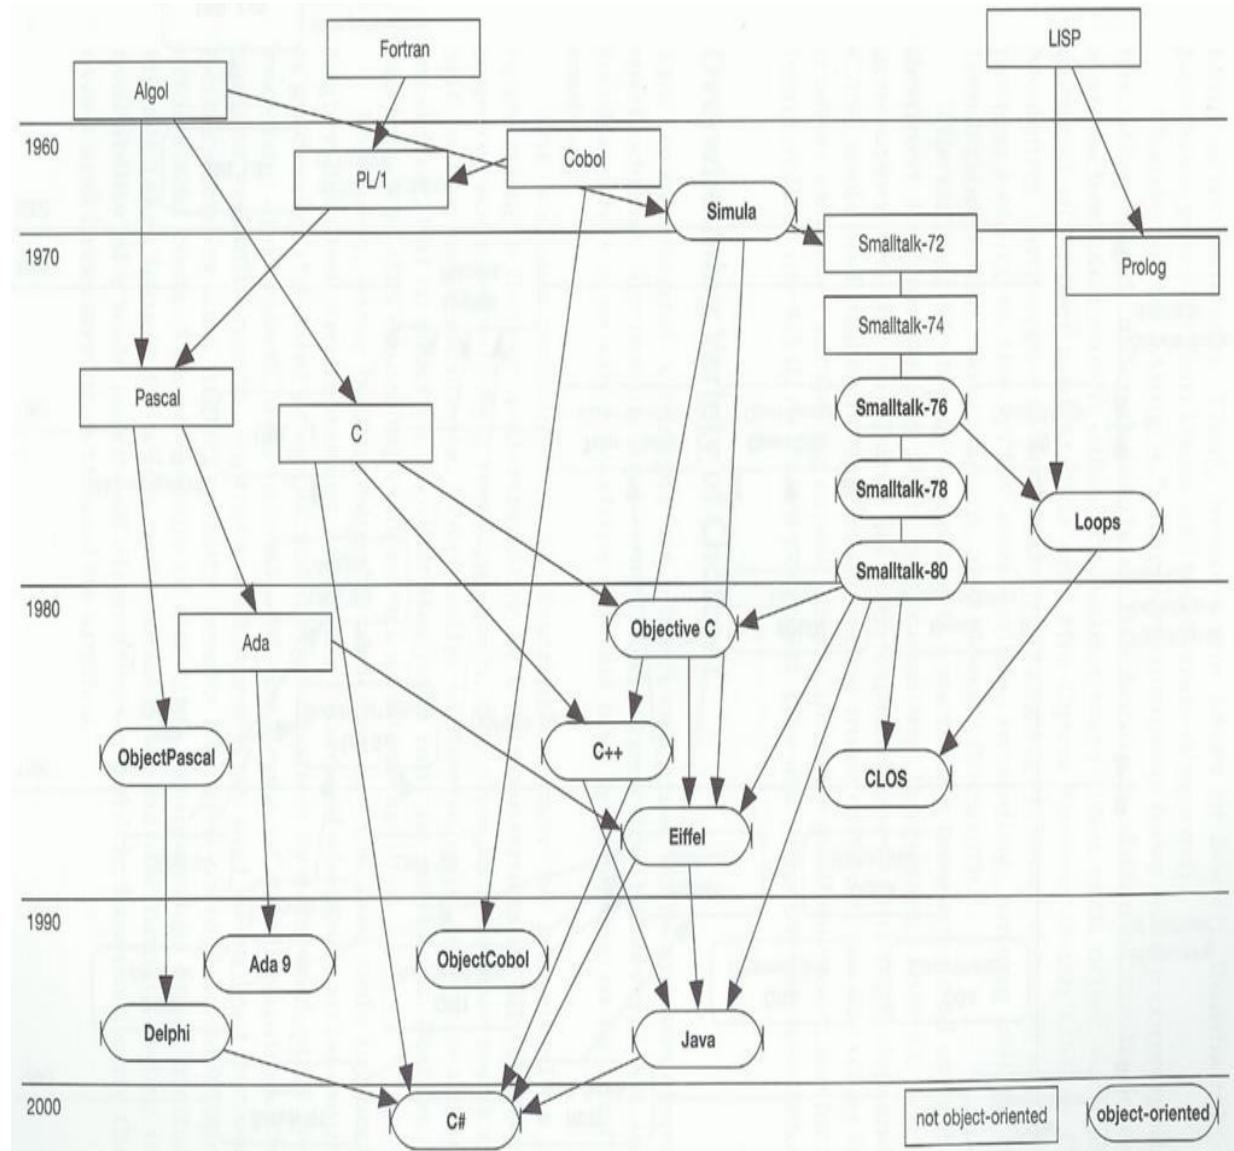 Fortran
LISP
Algol
1960
Cobol
PL/1
Simula
1970
Smalltalk-72
Prolog
Smalltalk-74
Pascal
C
Smalltalk-76
Smalltalk-78
Loops
Smalltalk-80
1980
Objective C
Ada
ObjectPascal
C++
CLOS
Eiffel
1990
Ada 9
ObjectCobol
Delphi
Java
2000
C#
not object-oriented
object-oriented